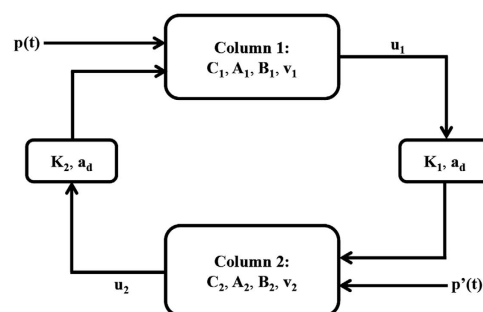 p(t)
Column 1:
C₁, A₁, B₁, v₁
u₁
K₂, a_d
K₁, a_d
Column 2:
C₂, A₂, B₂, v₂
u₂
p'(t)